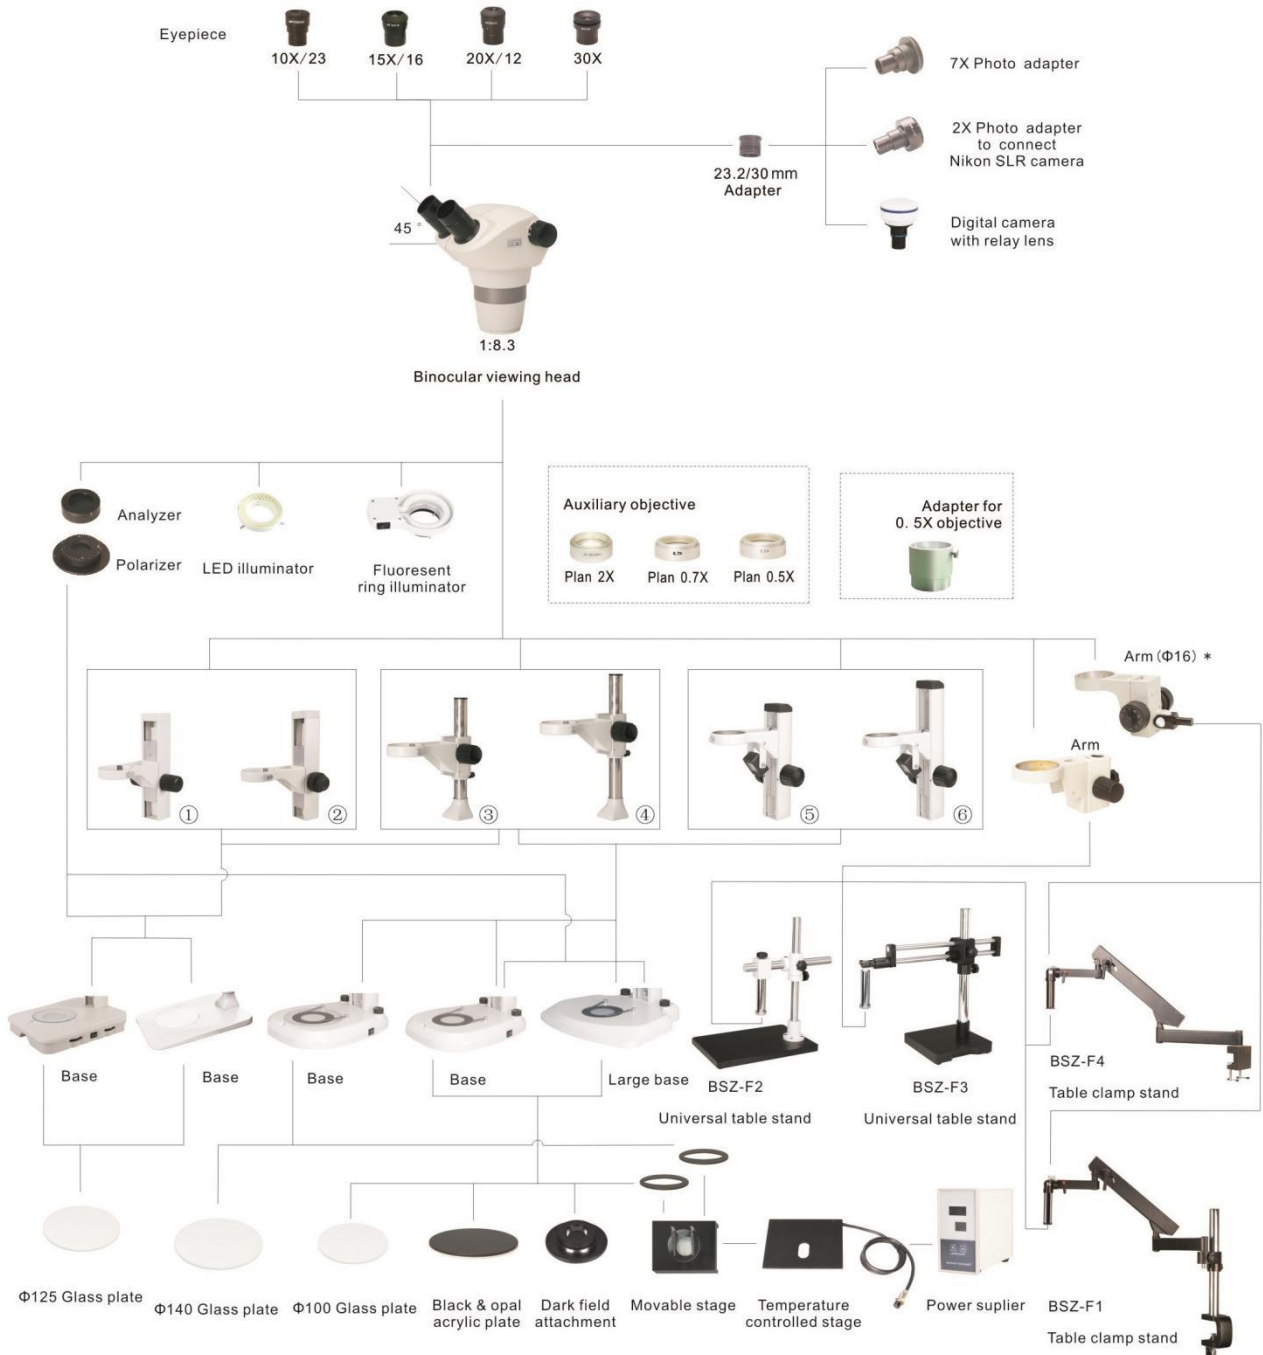 Eyepiece
10X/23
15X/16
20X/12
30X
7X Photo adapter
2X Photo adapter
to connect
Nikon SLR camera
23.2/30 mm
Adapter
Digital camera
with relay lens
45 °
1:8.3
Binocular viewing head
Analyzer
Polarizer
LED illuminator
Fluoresent
ring illuminator
Auxiliary objective
Plan 2X
Plan 0.7X
Plan 0.5X
Adapter for
0. 5X objective
Arm (Φ16) *
Arm
①
②
③
④
⑤
⑥
Base
Base
Base
Base
Large base
BSZ-F2
Universal table stand
BSZ-F3
Universal table stand
BSZ-F4
Table clamp stand
Φ125 Glass plate
Φ140 Glass plate
Φ100 Glass plate
Black & opal
acrylic plate
Dark field
attachment
Movable stage
Temperature
controlled stage
Power suplier
BSZ-F1
Table clamp stand